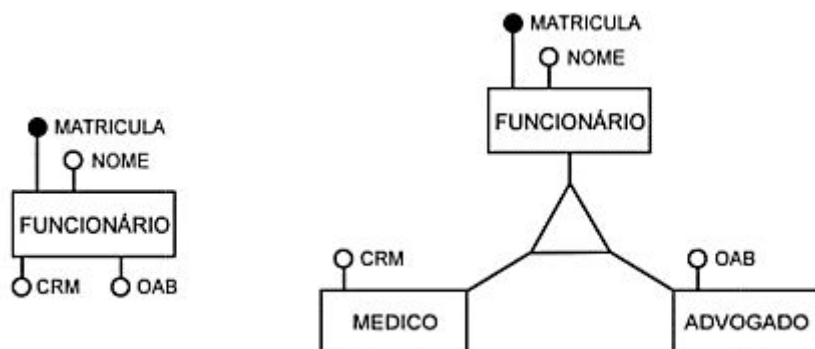 MATRICULA
NOME
FUNCIONÁRIO
CRM
OAB
MATRICULA
NOME
FUNCIONÁRIO
CRM
OAB
MEDICO
ADVOGADO